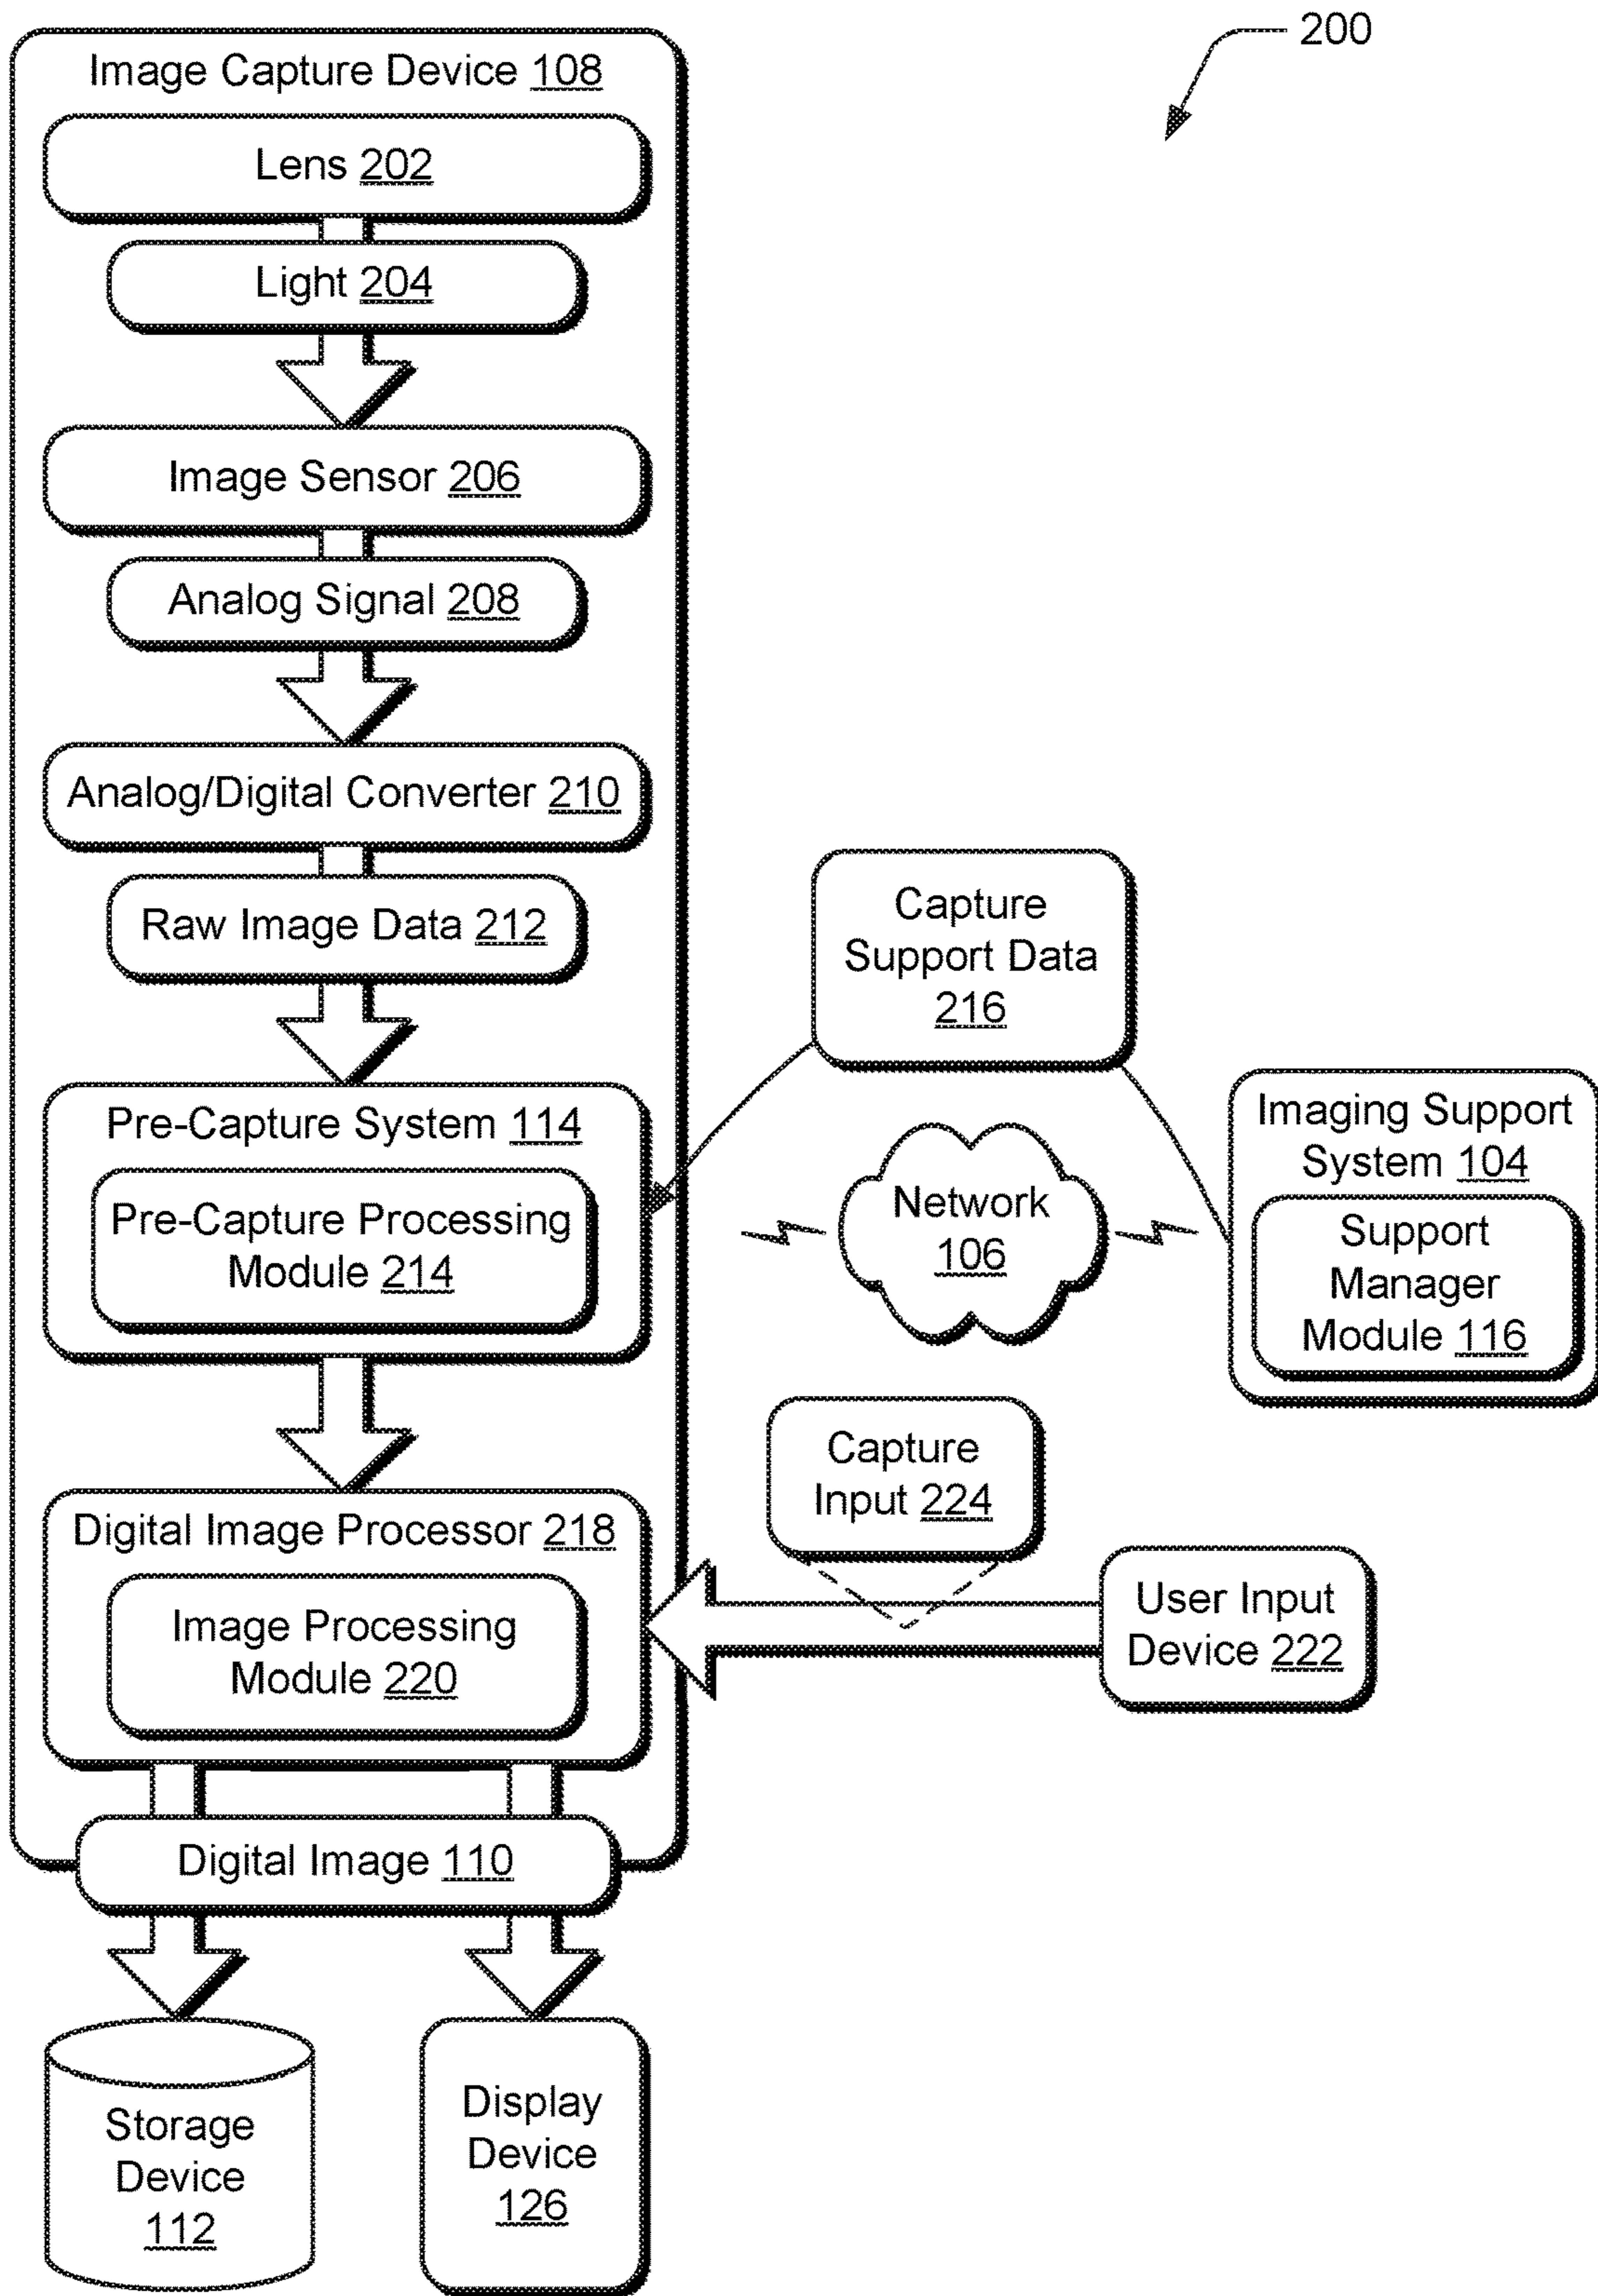 200
Image Capture Device 108
Lens 202
Light 204
Image Sensor 206
Analog Signal 208
Analog/Digital Converter 210
Raw Image Data 212
Capture
Support Data
216
Pre-Capture System 114
Pre-Capture Processing
Module 214
Network
106
Imaging Support
System 104
Support
Manager
Module 116
Capture
Input 224
Digital Image Processor 218
Image Processing
Module 220
User Input
Device 222
Digital Image 110
Storage
Device
112
Display
Device
126